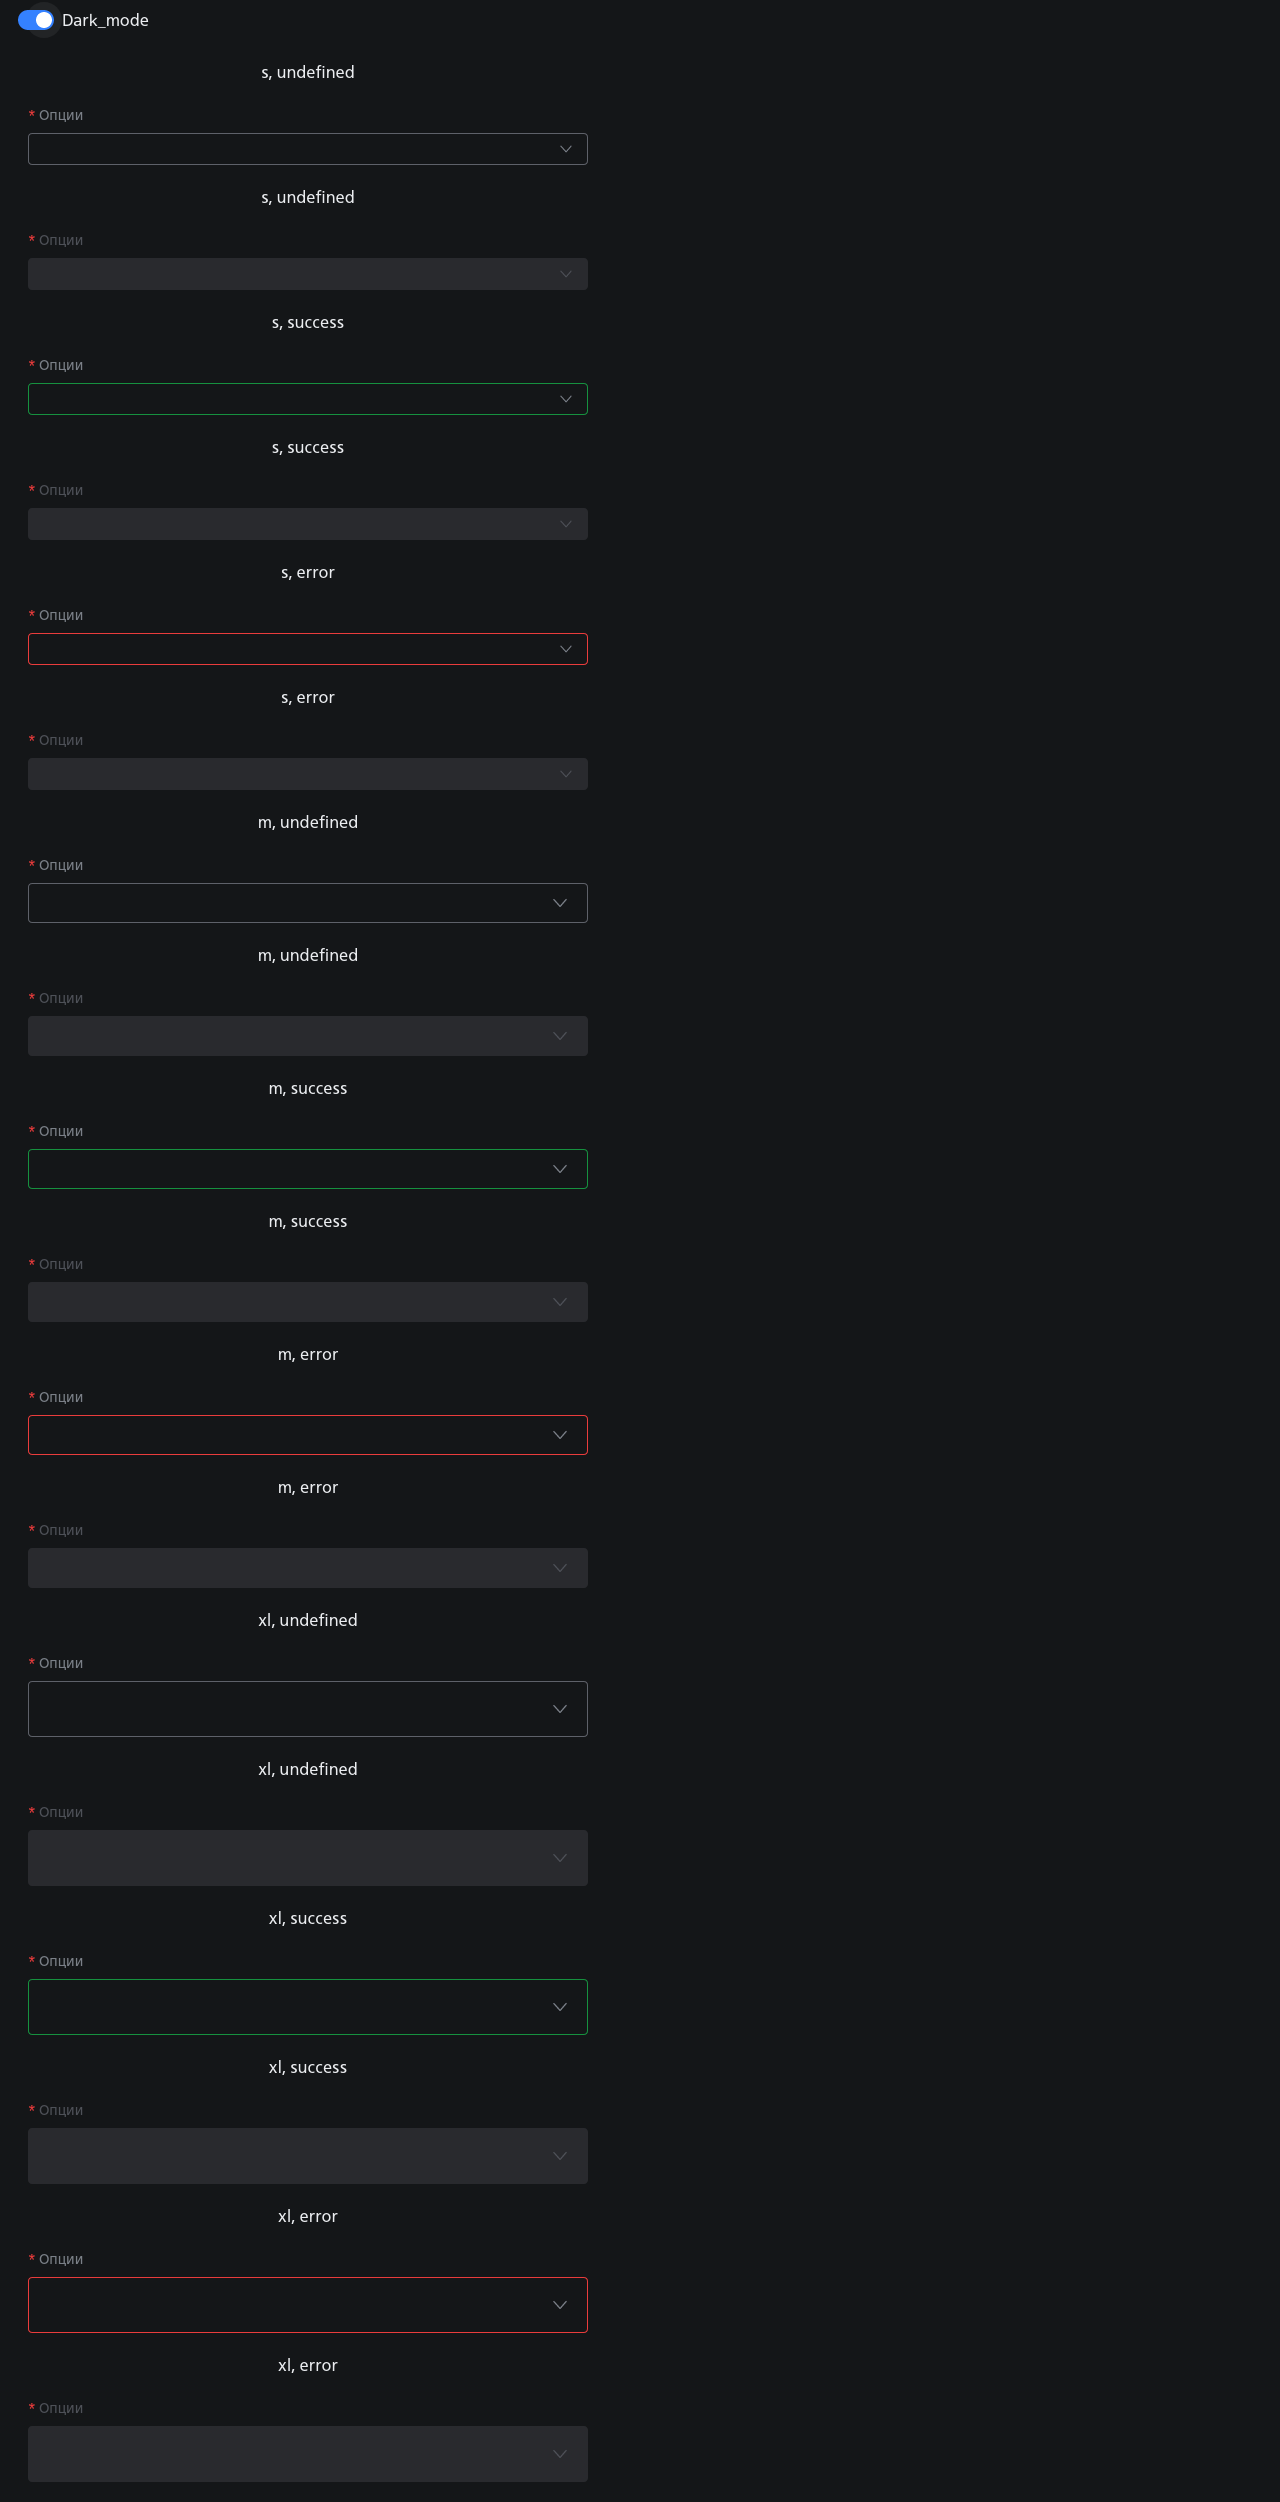 Dark_mode
s, undefined
* Опции
s, undefined
* Опции
s, success
* Опции
s, success
* Опции
s, error
* Опции
s, error
* Опции
m, undefined
* Опции
m, undefined
* Опции
m, success
* Опции
m, success
* Опции
m, error
* Опции
m, error
* Опции
xl, undefined
* Опции
xl, undefined
* Опции
xl, success
* Опции
xl, success
* Опции
xl, error
* Опции
xl, error
* Опции